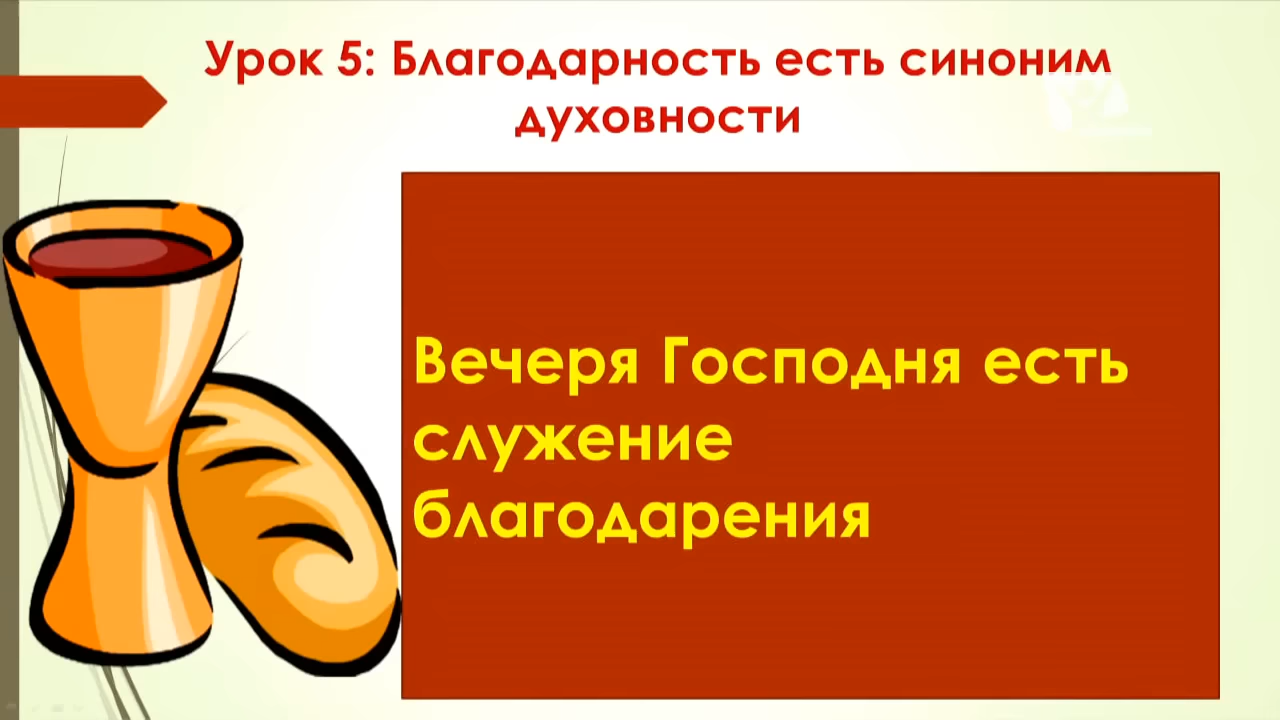 Урок 5: Благодарность есть синоним
духовности
Вечеря Господня есть
служение
благодарения